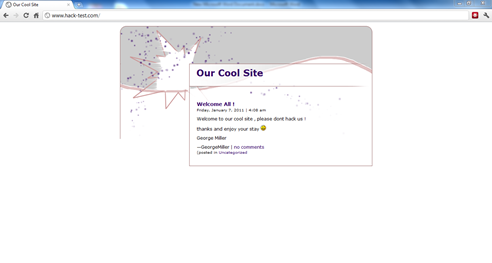 Our Cool Site
www.hack-test.com/
Our Cool Site
Welcome All !
Friday, January 7, 2011 | 4:08 am
Welcome to our cool site , please dont hack us !
thanks and enjoy your stay
George Miller
—GeorgeMiller | no comments
(posted in Uncategorized